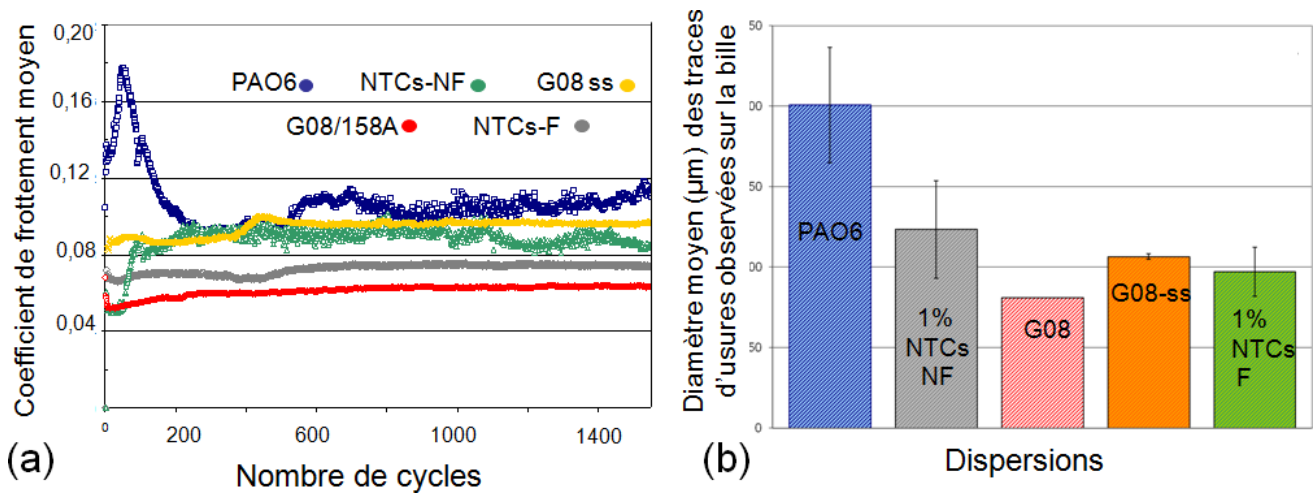 0,20
0,16
0,12
0,08
0,04
0
200
600
1000
1400
Coefficient de frottement moyen
Nombre de cycles
PAO6
NTCs-NF
G08 ss
G08/158A
NTCs-F
(a)
Diamètre moyen (µm) des traces
d'usures observées sur la bille
50
00
50
00
50
0
PAO6
1%
NTCs
NF
G08
G08-ss
1%
NTCs
F
(b)
Dispersions